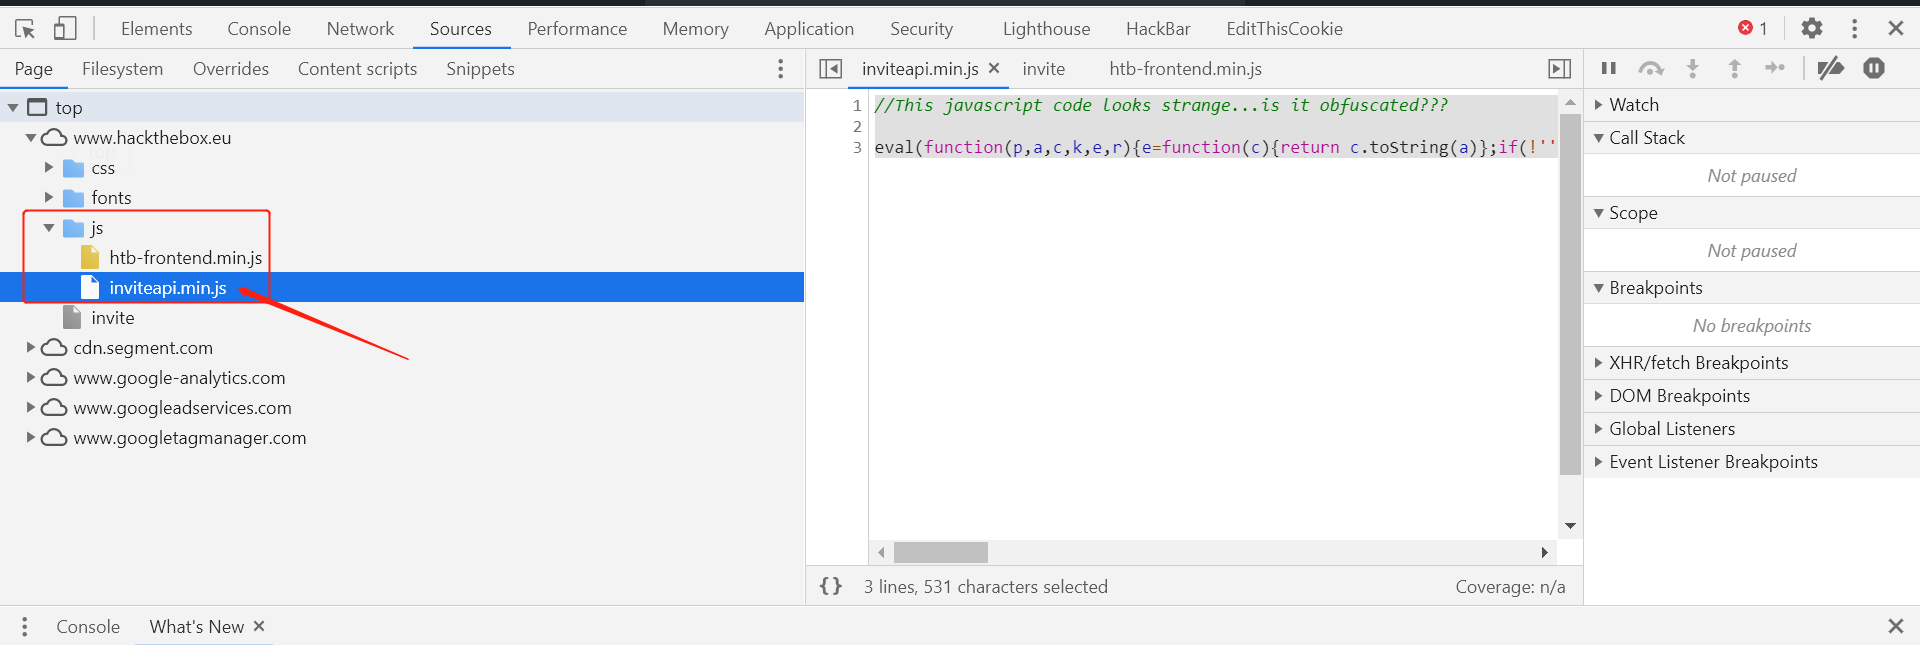 Elements Console Network Sources Performance Memory Application Security Lighthouse HackBar EditThisCookie 1
Page Filesystem Overrides Content scripts Snippets
inviteapi.min.js invite htb-frontend.min.js
top
www.hackthebox.eu
css
fonts
js
htb-frontend.min.js
inviteapi.min.js
invite
cdn.segment.com
www.google-analytics.com
www.googleadservices.com
www.googletagmanager.com
1 //This javascript code looks strange...is it obfuscated???
2
3 eval(function(p,a,c,k,e,r){e=function(c){return c.toString(a)};if(!''
{} 3 lines, 531 characters selected Coverage: n/a
Watch
Call Stack
Not paused
Scope
Not paused
Breakpoints
No breakpoints
XHR/fetch Breakpoints
DOM Breakpoints
Global Listeners
Event Listener Breakpoints
Console What's New